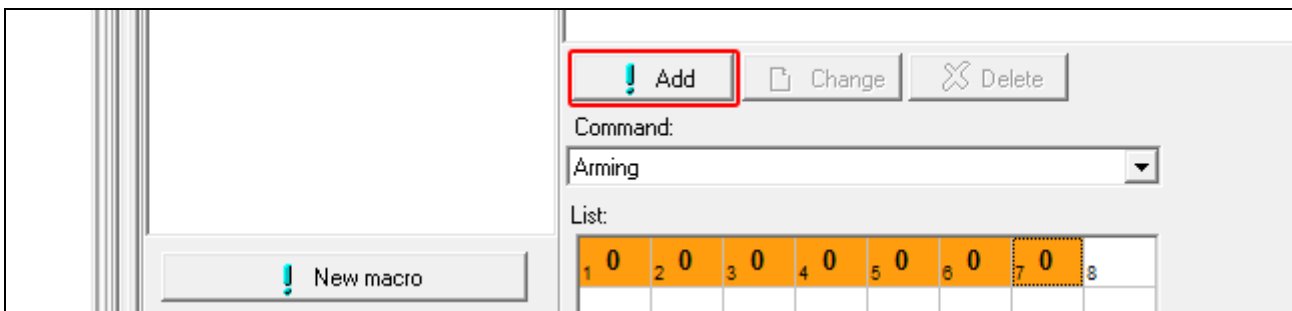 Add Change Delete
Command:
Arming
List:
1 0 2 0 3 0 4 0 5 0 6 0 7 0 8
New macro